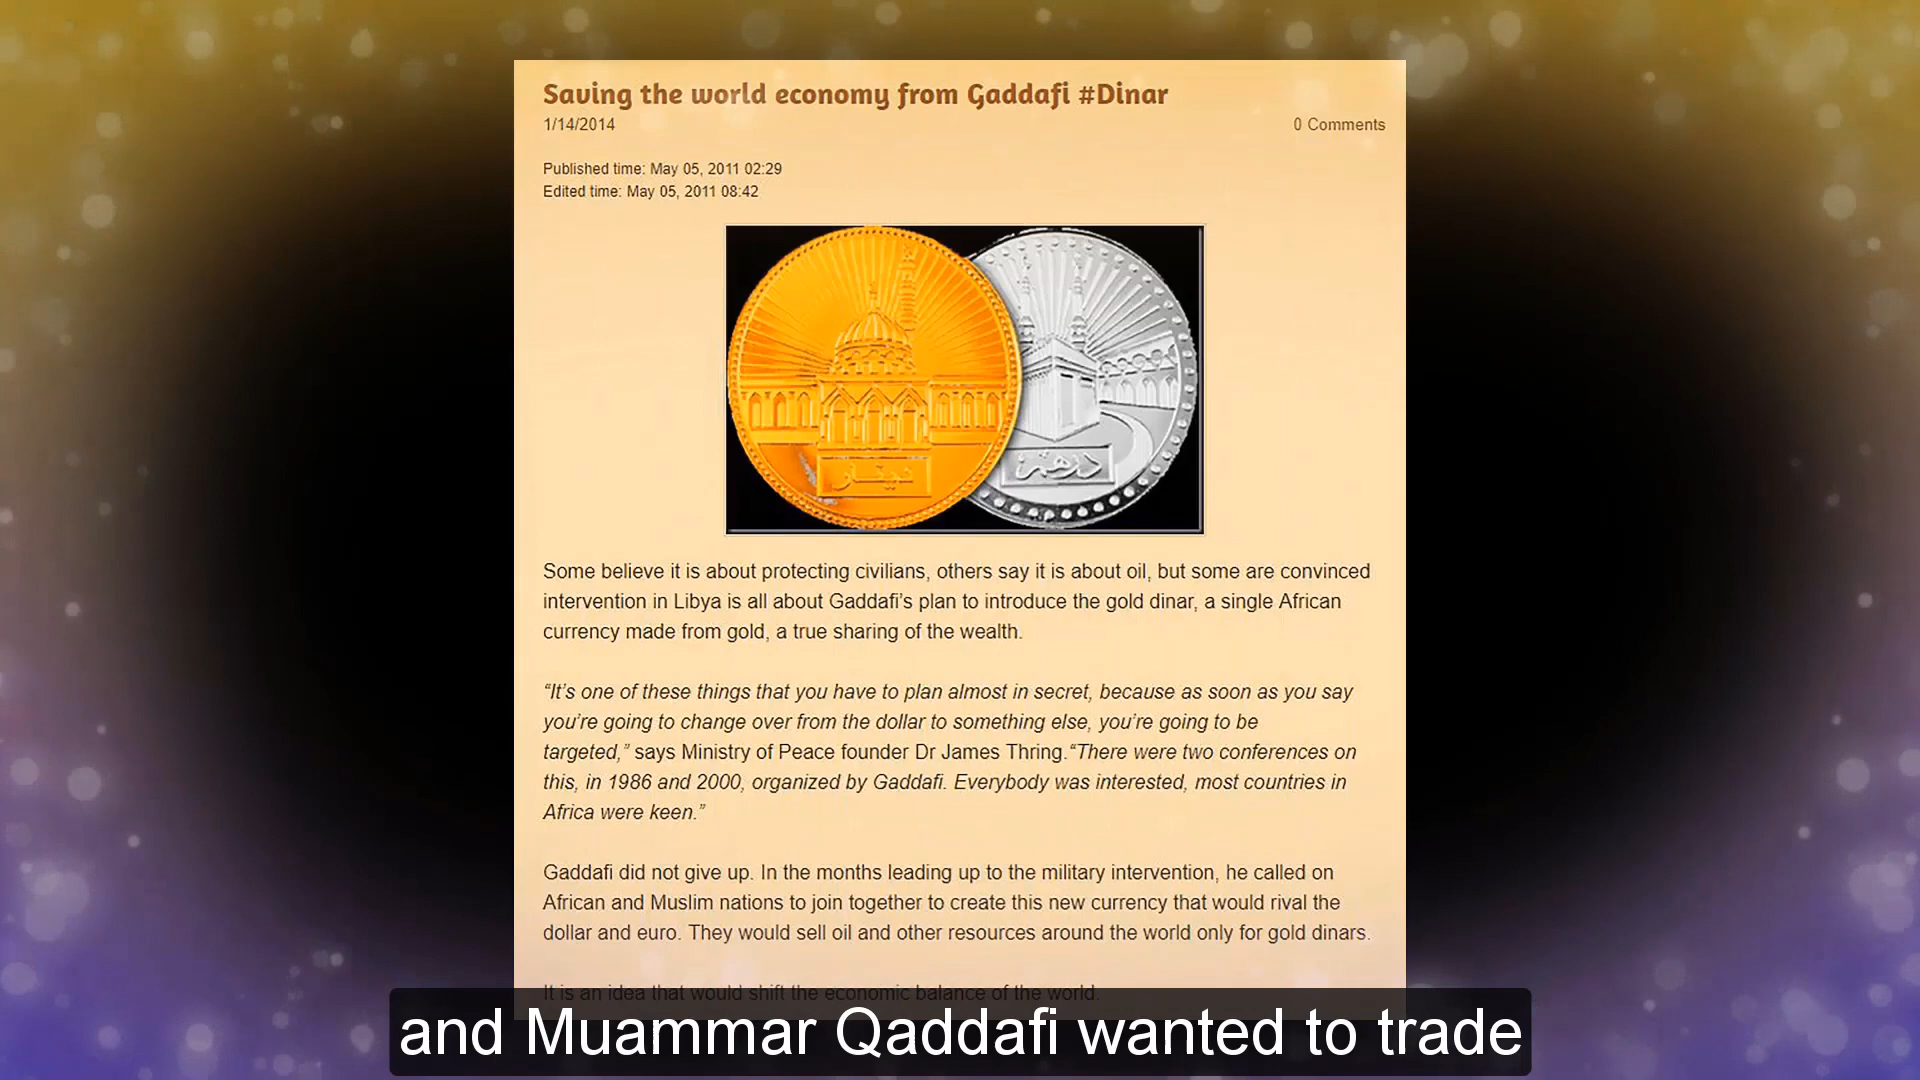 Saving the world economy from Gaddafi #Dinar
1/14/2014
0 Comments
Published time: May 05, 2011 02:29
Edited time: May 05, 2011 08:42
دينار
درهم
Some believe it is about protecting civilians, others say it is about oil, but some are convinced
intervention in Libya is all about Gaddafi’s plan to introduce the gold dinar, a single African
currency made from gold, a true sharing of the wealth.
“It’s one of these things that you have to plan almost in secret, because as soon as you say
you’re going to change over from the dollar to something else, you’re going to be
targeted,” says Ministry of Peace founder Dr James Thring.“There were two conferences on
this, in 1986 and 2000, organized by Gaddafi. Everybody was interested, most countries in
Africa were keen.”
Gaddafi did not give up. In the months leading up to the military intervention, he called on
African and Muslim nations to join together to create this new currency that would rival the
dollar and euro. They would sell oil and other resources around the world only for gold dinars.
It is an idea that would shift the economic balance of the world.
and Muammar Qaddafi wanted to trade